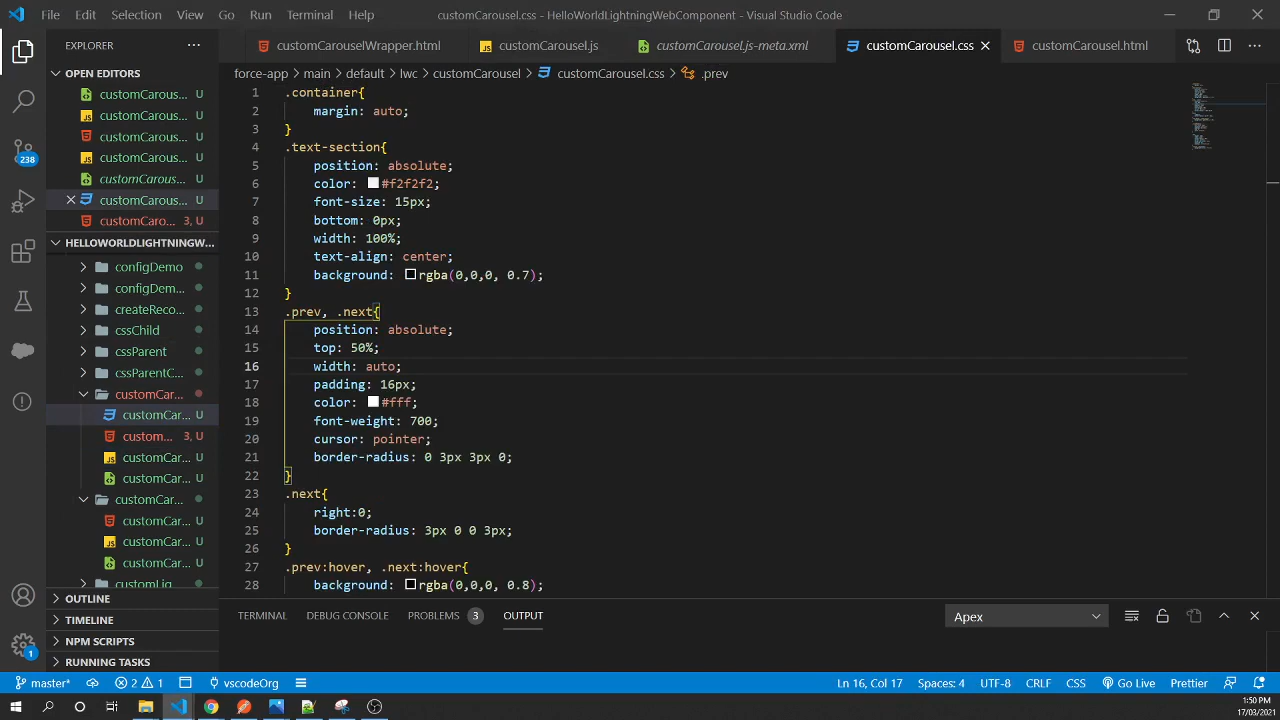 File Edit Selection View Go Run Terminal Help customCarousel.css - HelloWorldLightningWebComponent - Visual Studio Code
EXPLORER
customCarouselWrapper.html customCarousel.js customCarousel.js-meta.xml customCarousel.css customCarousel.html
OPEN EDITORS
customCarous... U
customCarous... U
customCarous... U
customCarous... U
customCarous... U
customCarous... U
customCaro... 3, U
HELLOWORLDLIGHTNINGW...
configDemo
configDem...
createReco...
cssChild
cssParent
cssParentC...
customCar...
customCar... U
custom... 3, U
customCar... U
customCar... U
customCar...
customCar... U
customCar... U
customCar... U
customLig...
OUTLINE
TIMELINE
NPM SCRIPTS
RUNNING TASKS
238
1
force-app > main > default > lwc > customCarousel > customCarousel.css > .prev
1 .container{
2 margin: auto;
3 }
4 .text-section{
5 position: absolute;
6 color: #f2f2f2;
7 font-size: 15px;
8 bottom: 0px;
9 width: 100%;
10 text-align: center;
11 background: rgba(0,0,0, 0.7);
12 }
13 .prev, .next{
14 position: absolute;
15 top: 50%;
16 width: auto;
17 padding: 16px;
18 color: #fff;
19 font-weight: 700;
20 cursor: pointer;
21 border-radius: 0 3px 3px 0;
22 }
23 .next{
24 right:0;
25 border-radius: 3px 0 0 3px;
26 }
27 .prev:hover, .next:hover{
28 background: rgba(0,0,0, 0.8);
TERMINAL DEBUG CONSOLE PROBLEMS 3 OUTPUT Apex
master* 2 1 vscodeOrg Ln 16, Col 17 Spaces: 4 UTF-8 CRLF CSS Go Live Prettier
1:50 PM
17/03/2021